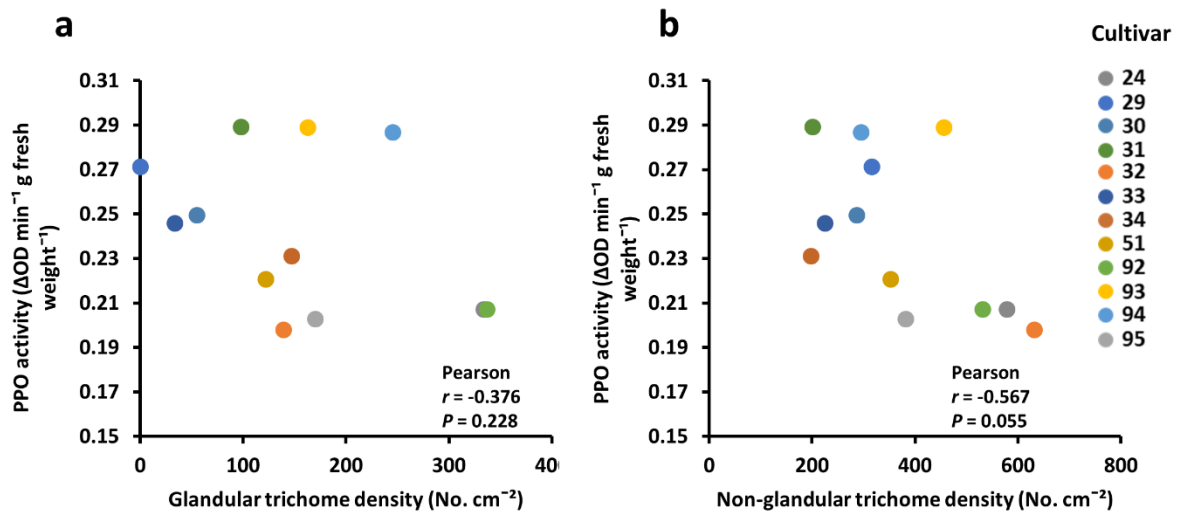 a
PPO activity (ΔOD min⁻¹ g fresh
weight⁻¹)
0.31
0.29
0.27
0.25
0.23
0.21
0.19
0.17
0.15
Pearson
r = -0.376
P = 0.228
0
100
200
300
40
Glandular trichome density (No. cm⁻²)
b
PPO activity (ΔOD min⁻¹ g fresh
weight⁻¹)
0.31
0.29
0.27
0.25
0.23
0.21
0.19
0.17
0.15
Pearson
r = -0.567
P = 0.055
0
200
400
600
800
Non-glandular trichome density (No. cm⁻²)
Cultivar
24
29
30
31
32
33
34
51
92
93
94
95